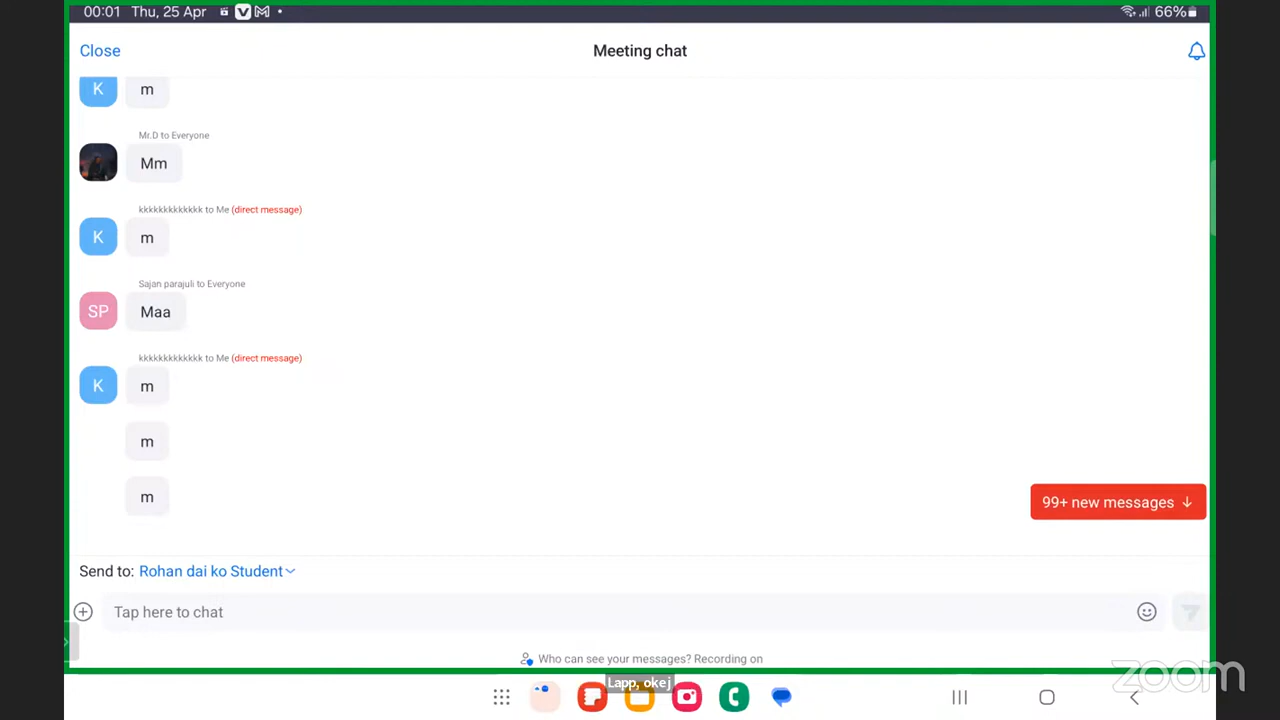 00:01 Thu, 25 Apr
66%
Close
Meeting chat
K
m
Mr.D to Everyone
Mm
kkkkkkkkkkkkk to Me (direct message)
K
m
Sajan parajuli to Everyone
SP
Maa
kkkkkkkkkkkkk to Me (direct message)
K
m
m
m
99+ new messages ↓
Send to: Rohan dai ko Student
Tap here to chat
Who can see your messages? Recording on
Lapp, okej
zoom